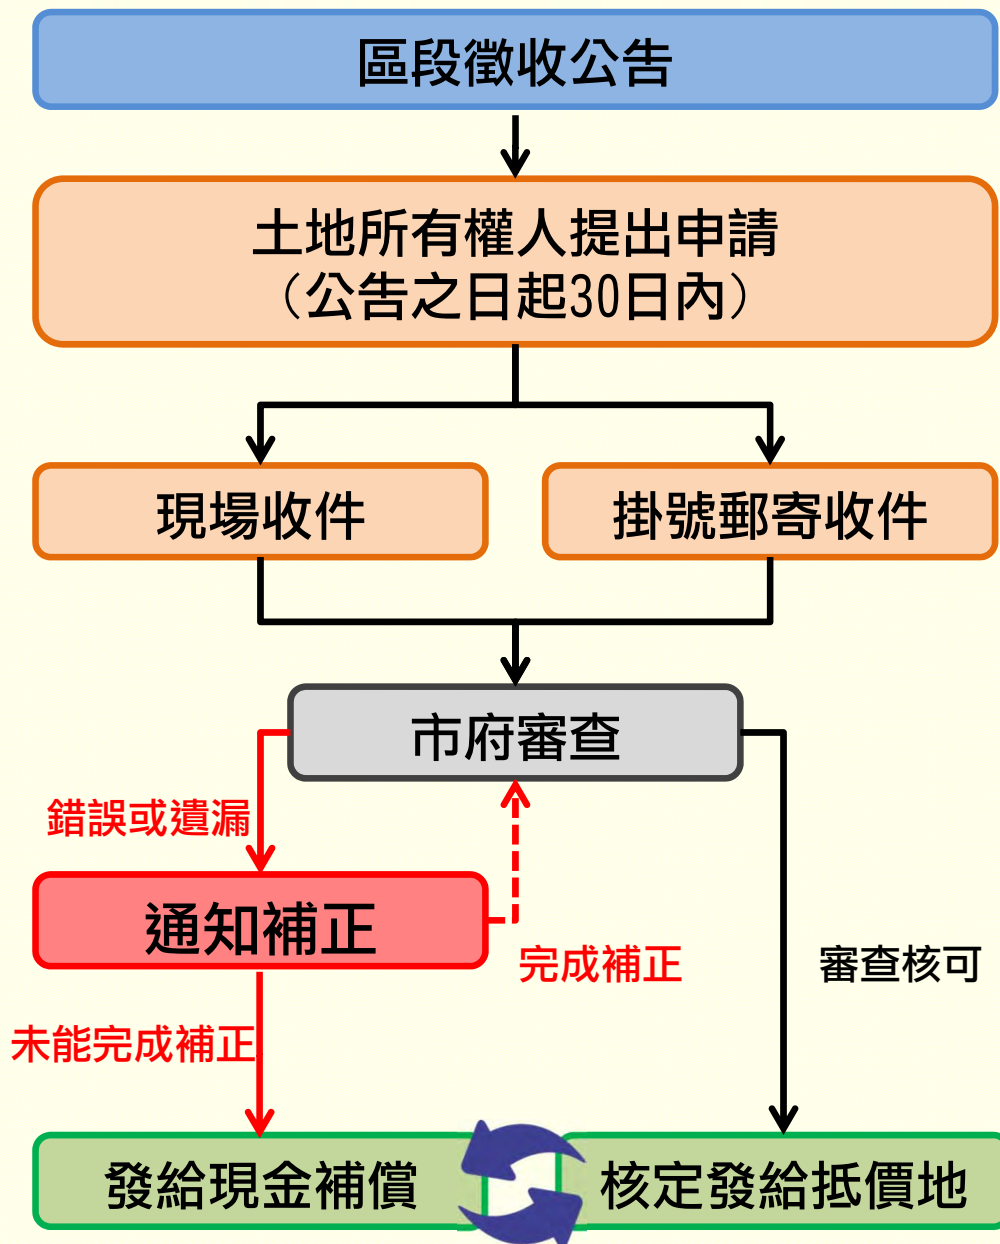 區段徵收公告
土地所有權人提出申請
（公告之日起30日內）
現場收件
掛號郵寄收件
市府審查
錯誤或遺漏
通知補正
完成補正
審查核可
未能完成補正
發給現金補償
核定發給抵價地